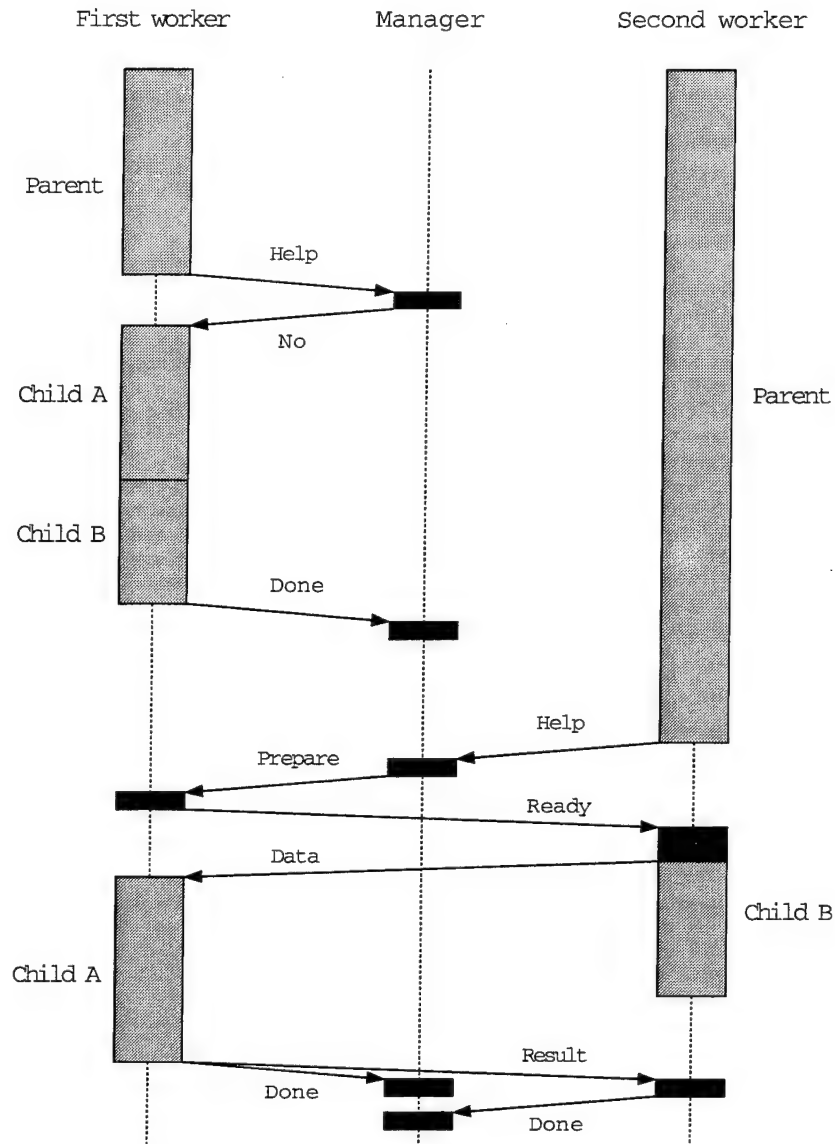 First worker
Manager
Second worker
Parent
Help
No
Child A
Parent
Child B
Done
Help
Prepare
Ready
Data
Child B
Child A
Result
Done
Done